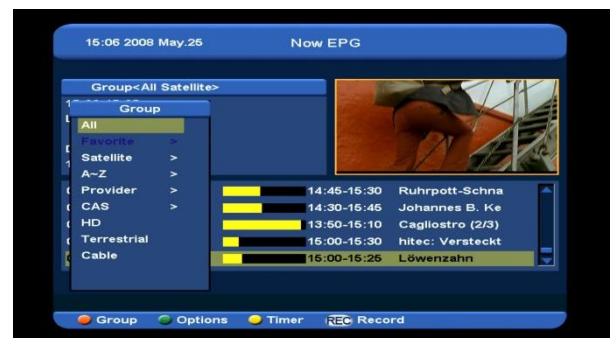 15:06 2008 May.25
Now EPG
Group<All Satellite>
Group
All
Favorite >
Satellite >
A~Z >
Provider >
CAS >
HD
Terrestrial
Cable
14:45-15:30 Ruhrpott-Schna
14:30-15:45 Johannes B. Ke
13:50-15:10 Cagliostro (2/3)
15:00-15:30 hitec: Versteckt
15:00-15:25 Löwenzahn
Group Options Timer REC Record